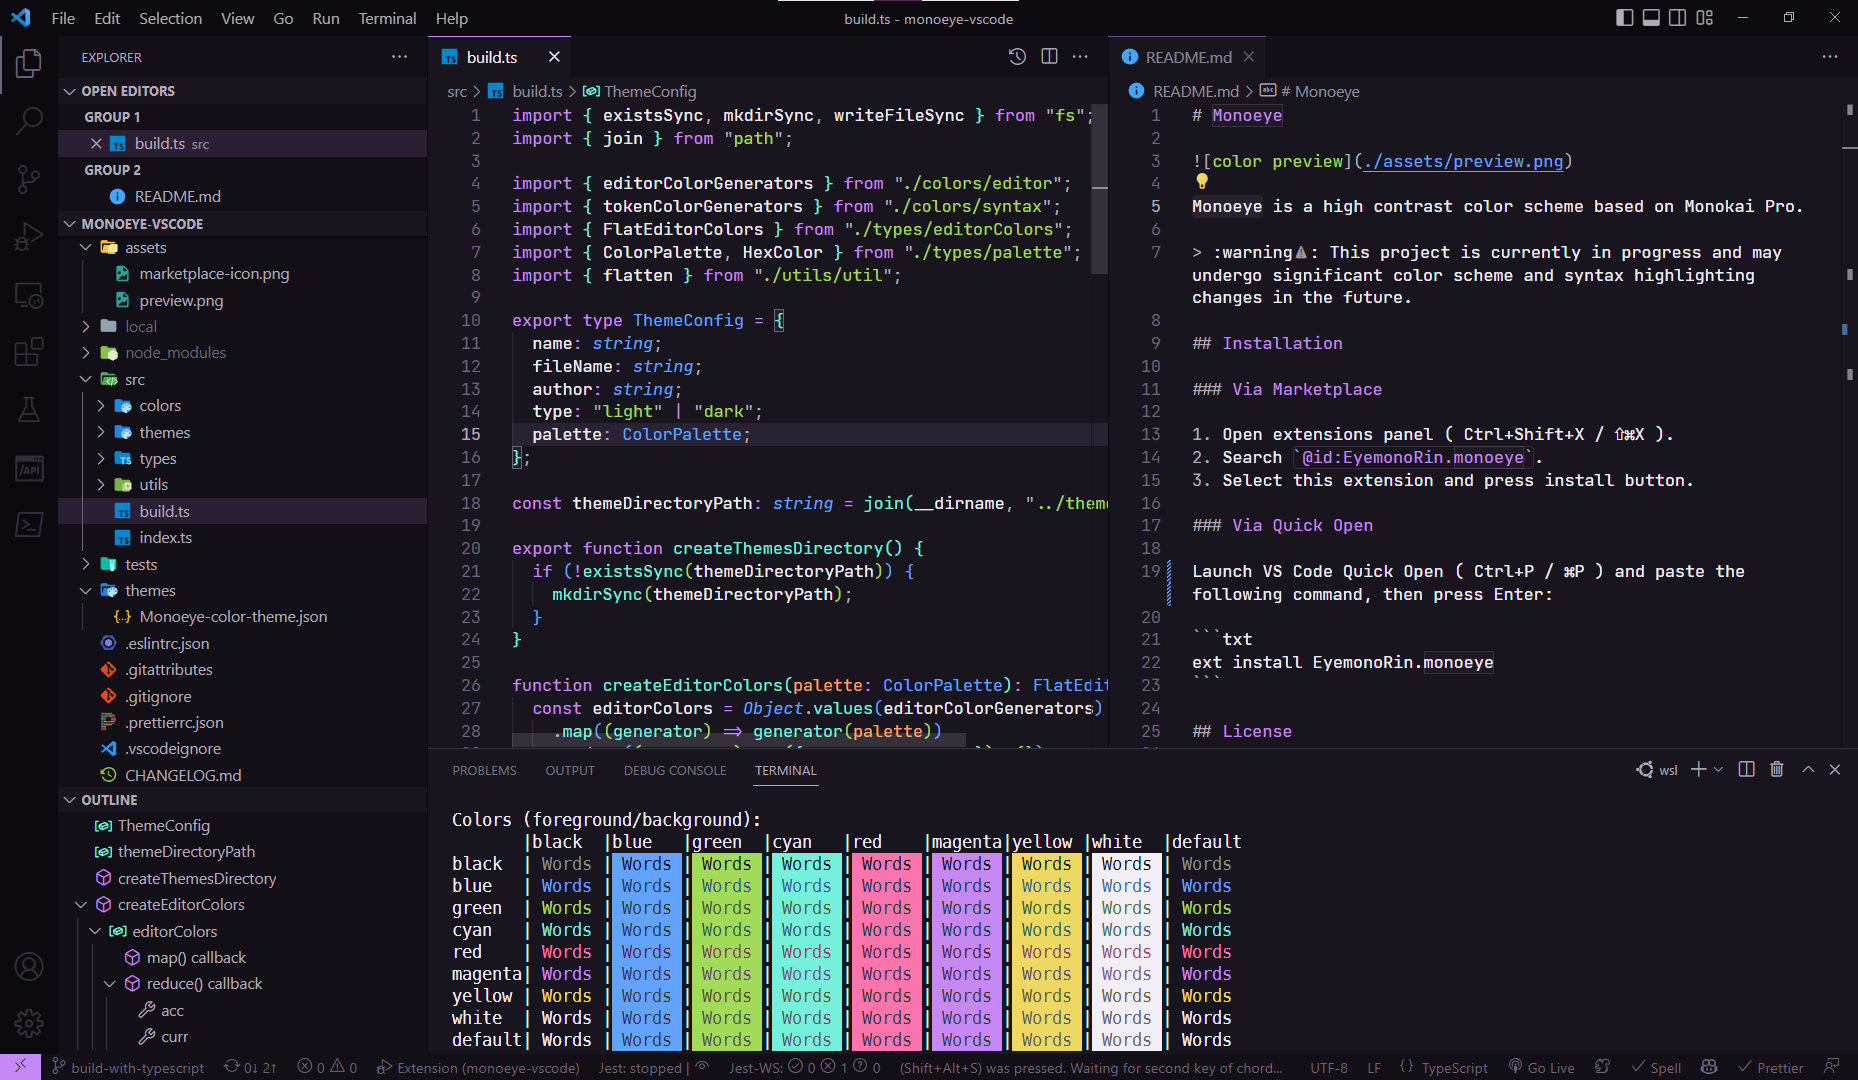 File Edit Selection View Go Run Terminal Help
build.ts - monoeye-vscode
EXPLORER
OPEN EDITORS
GROUP 1
build.ts src
GROUP 2
README.md
MONOEYE-VSCODE
assets
marketplace-icon.png
preview.png
local
node_modules
src
colors
themes
types
utils
build.ts
index.ts
tests
themes
Monoeye-color-theme.json
.eslintrc.json
.gitattributes
.gitignore
.prettierrc.json
.vscodeignore
CHANGELOG.md
OUTLINE
ThemeConfig
themeDirectoryPath
createThemesDirectory
createEditorColors
editorColors
map() callback
reduce() callback
acc
curr
build.ts
src > build.ts > ThemeConfig
1 import { existsSync, mkdirSync, writeFileSync } from "fs";
2 import { join } from "path";
3
4 import { editorColorGenerators } from "./colors/editor";
5 import { tokenColorGenerators } from "./colors/syntax";
6 import { FlatEditorColors } from "./types/editorColors";
7 import { ColorPalette, HexColor } from "./types/palette";
8 import { flatten } from "./utils/util";
9
10 export type ThemeConfig = {
11 name: string;
12 fileName: string;
13 author: string;
14 type: "light" | "dark";
15 palette: ColorPalette;
16 };
17
18 const themeDirectoryPath: string = join(__dirname, "../them
19
20 export function createThemesDirectory() {
21 if (!existsSync(themeDirectoryPath)) {
22 mkdirSync(themeDirectoryPath);
23 }
24 }
25
26 function createEditorColors(palette: ColorPalette): FlatEdit
27 const editorColors = Object.values(editorColorGenerators)
28 .map((generator) => generator(palette))
README.md
README.md > # Monoeye
1 # Monoeye
2
3 ![color preview](./assets/preview.png)
4
5 Monoeye is a high contrast color scheme based on Monokai Pro.
6
7 > :warning⚠: This project is currently in progress and may
undergo significant color scheme and syntax highlighting
changes in the future.
8
9 ## Installation
10
11 ### Via Marketplace
12
13 1. Open extensions panel ( Ctrl+Shift+X / ⇧⌘X ).
14 2. Search `@id:EyemonoRin.monoeye`.
15 3. Select this extension and press install button.
16
17 ### Via Quick Open
18
19 Launch VS Code Quick Open ( Ctrl+P / ⌘P ) and paste the
following command, then press Enter:
20
21 ```txt
22 ext install EyemonoRin.monoeye
23 ```
24
25 ## License
PROBLEMS OUTPUT DEBUG CONSOLE TERMINAL
wsl
Colors (foreground/background):
|black |blue |green |cyan |red |magenta|yellow |white |default
black | Words | Words | Words | Words | Words | Words | Words | Words | Words
blue | Words | Words | Words | Words | Words | Words | Words | Words | Words
green | Words | Words | Words | Words | Words | Words | Words | Words | Words
cyan | Words | Words | Words | Words | Words | Words | Words | Words | Words
red | Words | Words | Words | Words | Words | Words | Words | Words | Words
magenta| Words | Words | Words | Words | Words | Words | Words | Words | Words
yellow | Words | Words | Words | Words | Words | Words | Words | Words | Words
white | Words | Words | Words | Words | Words | Words | Words | Words | Words
default| Words | Words | Words | Words | Words | Words | Words | Words | Words
build-with-typescript 0↓ 2↑ 0 0 Extension (monoeye-vscode) Jest: stopped | Jest-WS: 0 1 0 (Shift+Alt+S) was pressed. Waiting for second key of chord... UTF-8 LF {} TypeScript Go Live Spell Prettier